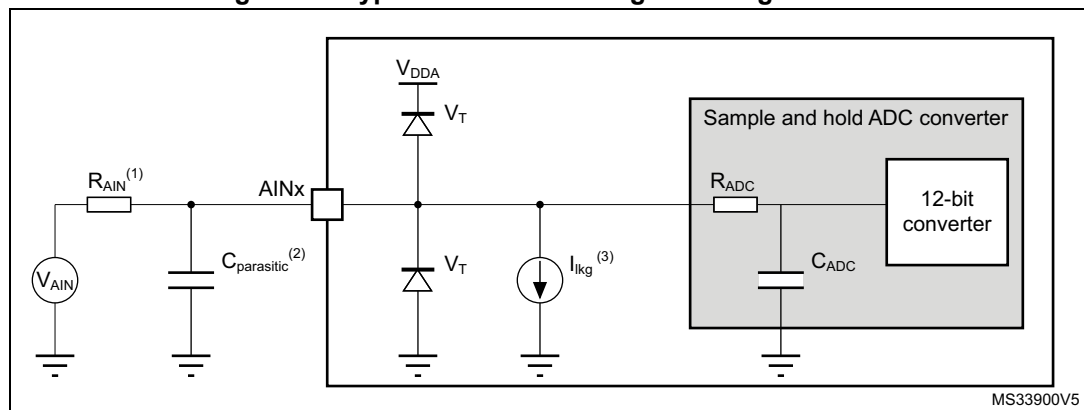 V_DDA
V_T
Sample and hold ADC converter
R_AIN^(1)
AINx
R_ADC
12-bit
converter
C_parasitic^(2)
V_T
I_lkg^(3)
C_ADC
V_AIN
MS33900V5